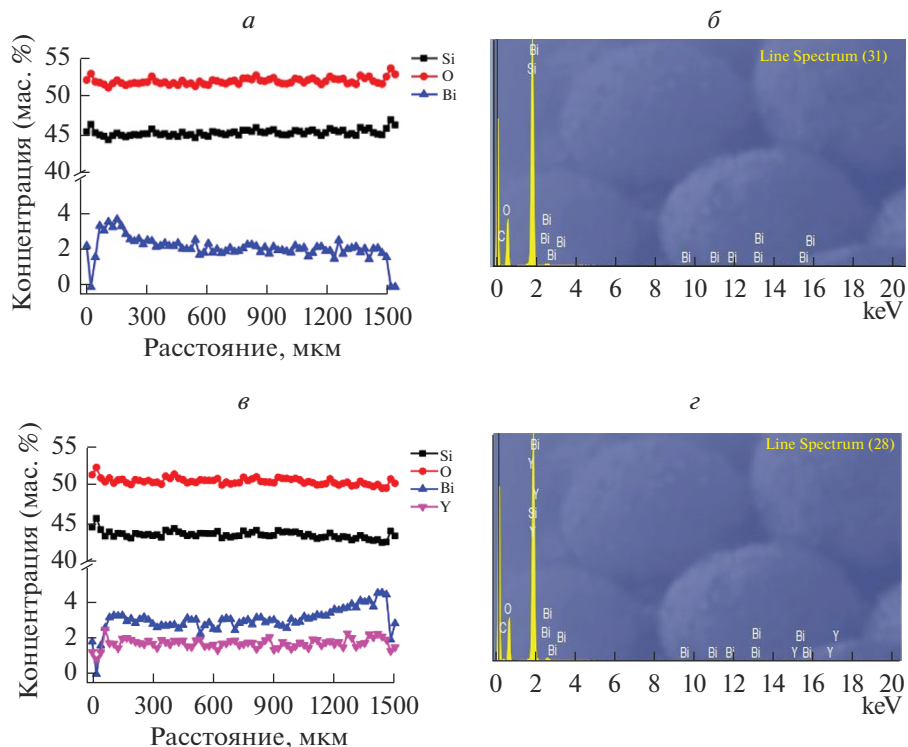 а
Концентрация (мас. %)
55
50
45
40
4
2
0
Si
O
Bi
0 300 600 900 1200 1500
Расстояние, мкм
б
Line Spectrum (31)
Bi
Si
O
C
Bi
Bi
Bi
Bi
Bi
Bi
Bi
Bi
Bi
Bi
Bi
0 2 4 6 8 10 12 14 16 18 20
keV
в
Концентрация (мас. %)
55
50
45
40
4
2
0
Si
O
Bi
Y
0 300 600 900 1200 1500
Расстояние, мкм
г
Line Spectrum (28)
Bi
Y
Y
Si
Y
O
C
Bi
Bi
Bi
Bi
Bi
Bi
Bi
Bi
Bi
Bi
Y
Bi
Y
Y
0 2 4 6 8 10 12 14 16 18 20
keV